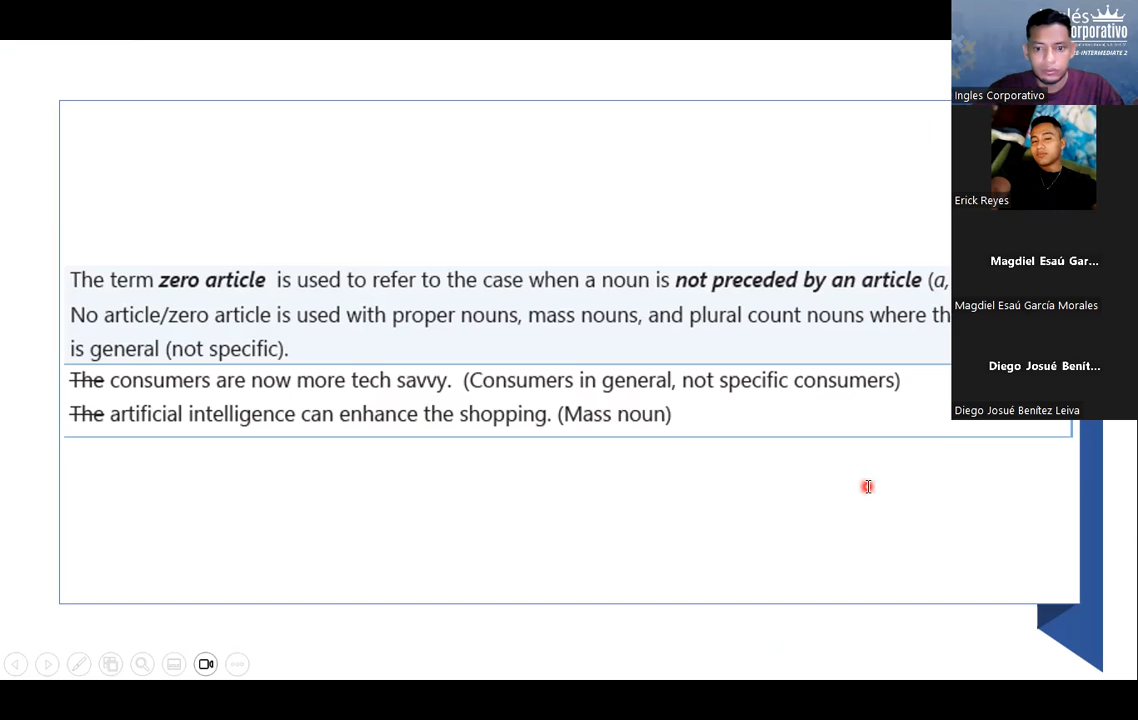 The term zero article is used to refer to the case when a noun is not preceded by an article (a,
No article/zero article is used with proper nouns, mass nouns, and plural count nouns where th
is general (not specific).
The consumers are now more tech savvy. (Consumers in general, not specific consumers)
The artificial intelligence can enhance the shopping. (Mass noun)
Ingles Corporativo
Erick Reyes
Magdiel Esaú Gar...
Magdiel Esaú García Morales
Diego Josué Benít...
Diego Josué Benítez Leiva